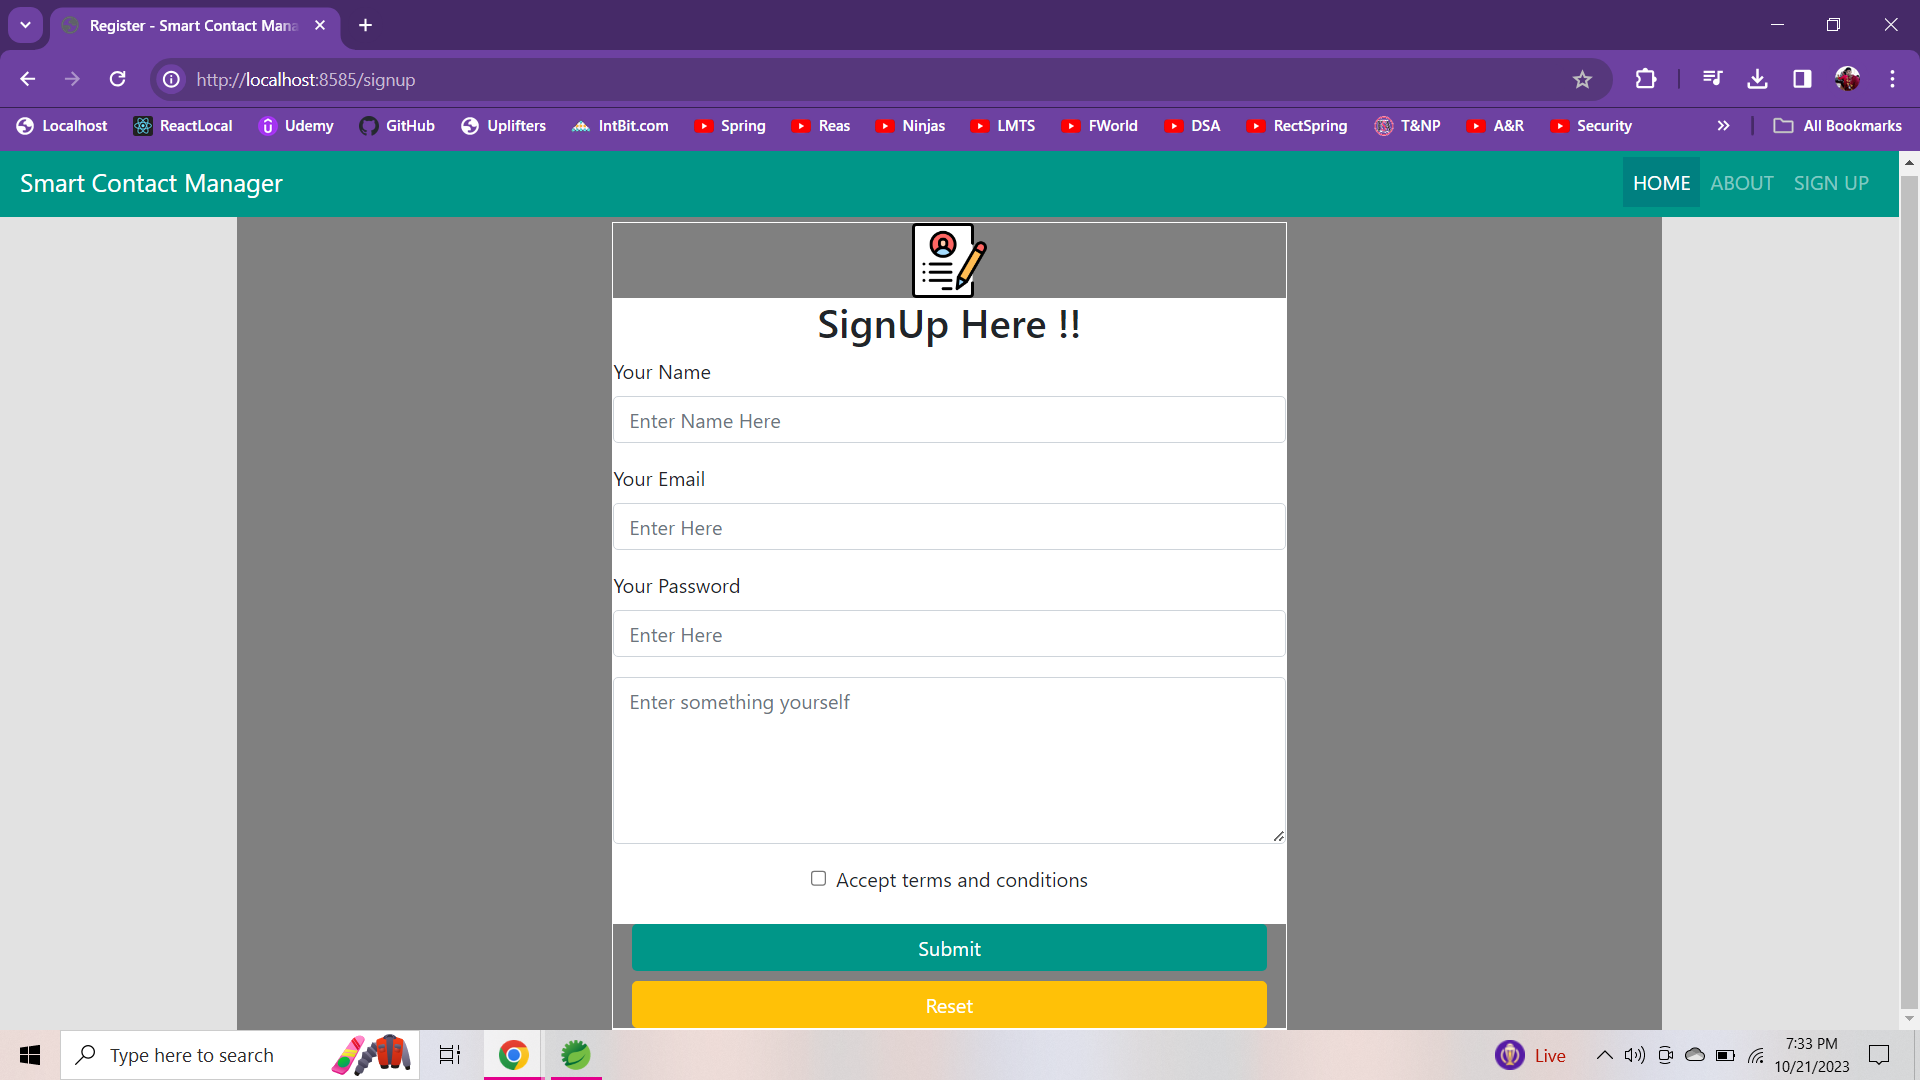 Register - Smart Contact Mana
http://localhost:8585/signup
Localhost ReactLocal Udemy GitHub Uplifters IntBit.com Spring Reas Ninjas LMTS FWorld DSA RectSpring T&NP A&R Security All Bookmarks
Smart Contact Manager HOME ABOUT SIGN UP
SignUp Here !!
Your Name
Enter Name Here
Your Email
Enter Here
Your Password
Enter Here
Enter something yourself
Accept terms and conditions
Submit
Reset
Type here to search Live 7:33 PM
10/21/2023